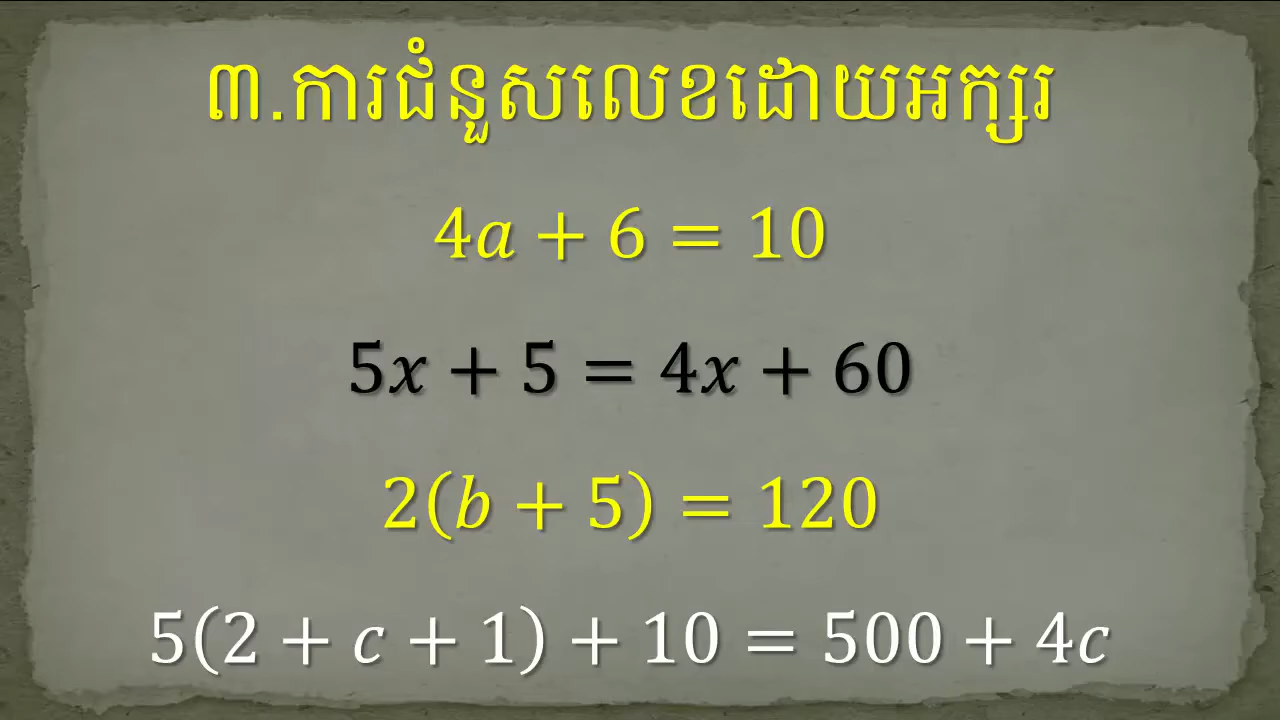 ៣.ការជំនួសលេខដោយអក្សរ
4a + 6 = 10
5x + 5 = 4x + 60
2(b + 5) = 120
5(2 + c + 1) + 10 = 500 + 4c